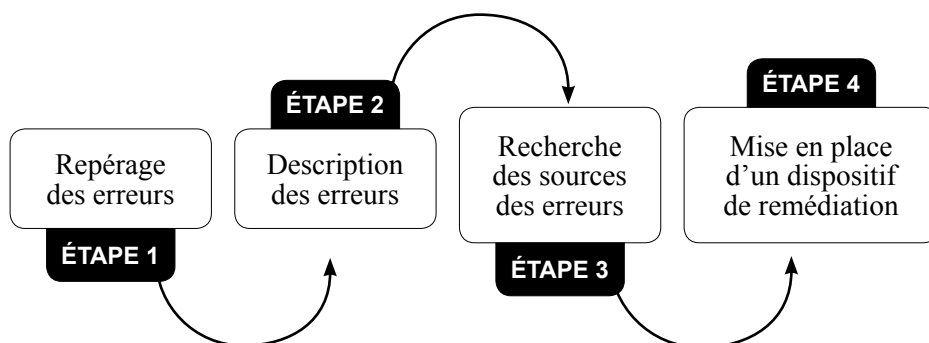 Repérage
des erreurs
ÉTAPE 1
ÉTAPE 2
Description
des erreurs
Recherche
des sources
des erreurs
ÉTAPE 3
ÉTAPE 4
Mise en place
d’un dispositif
de remédiation